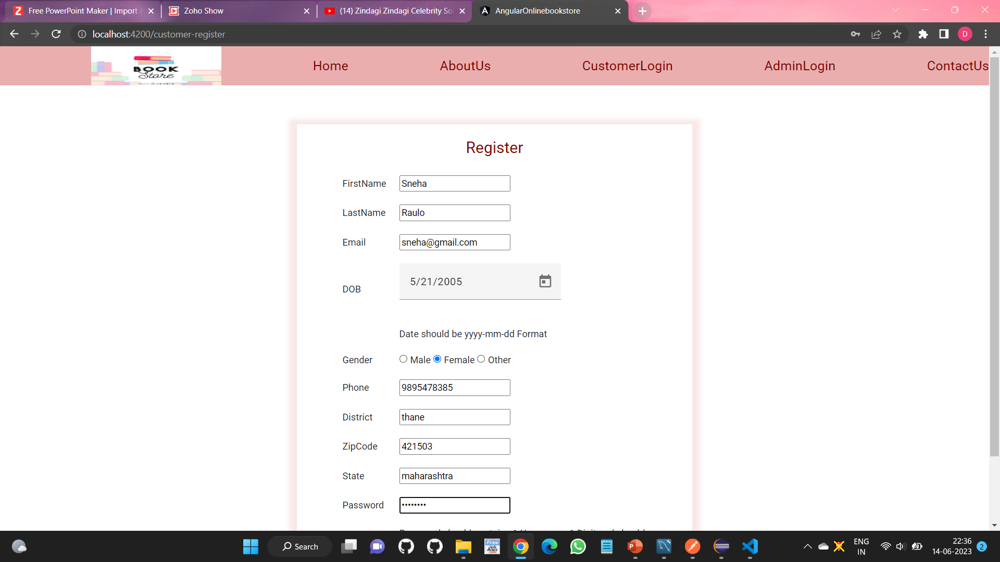 Free PowerPoint Maker | Import
Zoho Show
(14) Zindagi Zindagi Celebrity So
AngularOnlinebookstore
localhost:4200/customer-register
D
BOOK
Store
Home
AboutUs
CustomerLogin
AdminLogin
ContactUs
Register
FirstName
Sneha
LastName
Raulo
Email
sneha@gmail.com
DOB
5/21/2005
Date should be yyyy-mm-dd Format
Gender
Male
Female
Other
Phone
9895478385
District
thane
ZipCode
421503
State
maharashtra
Password
••••••••
Search
ENG
IN
22:36
14-06-2023
2